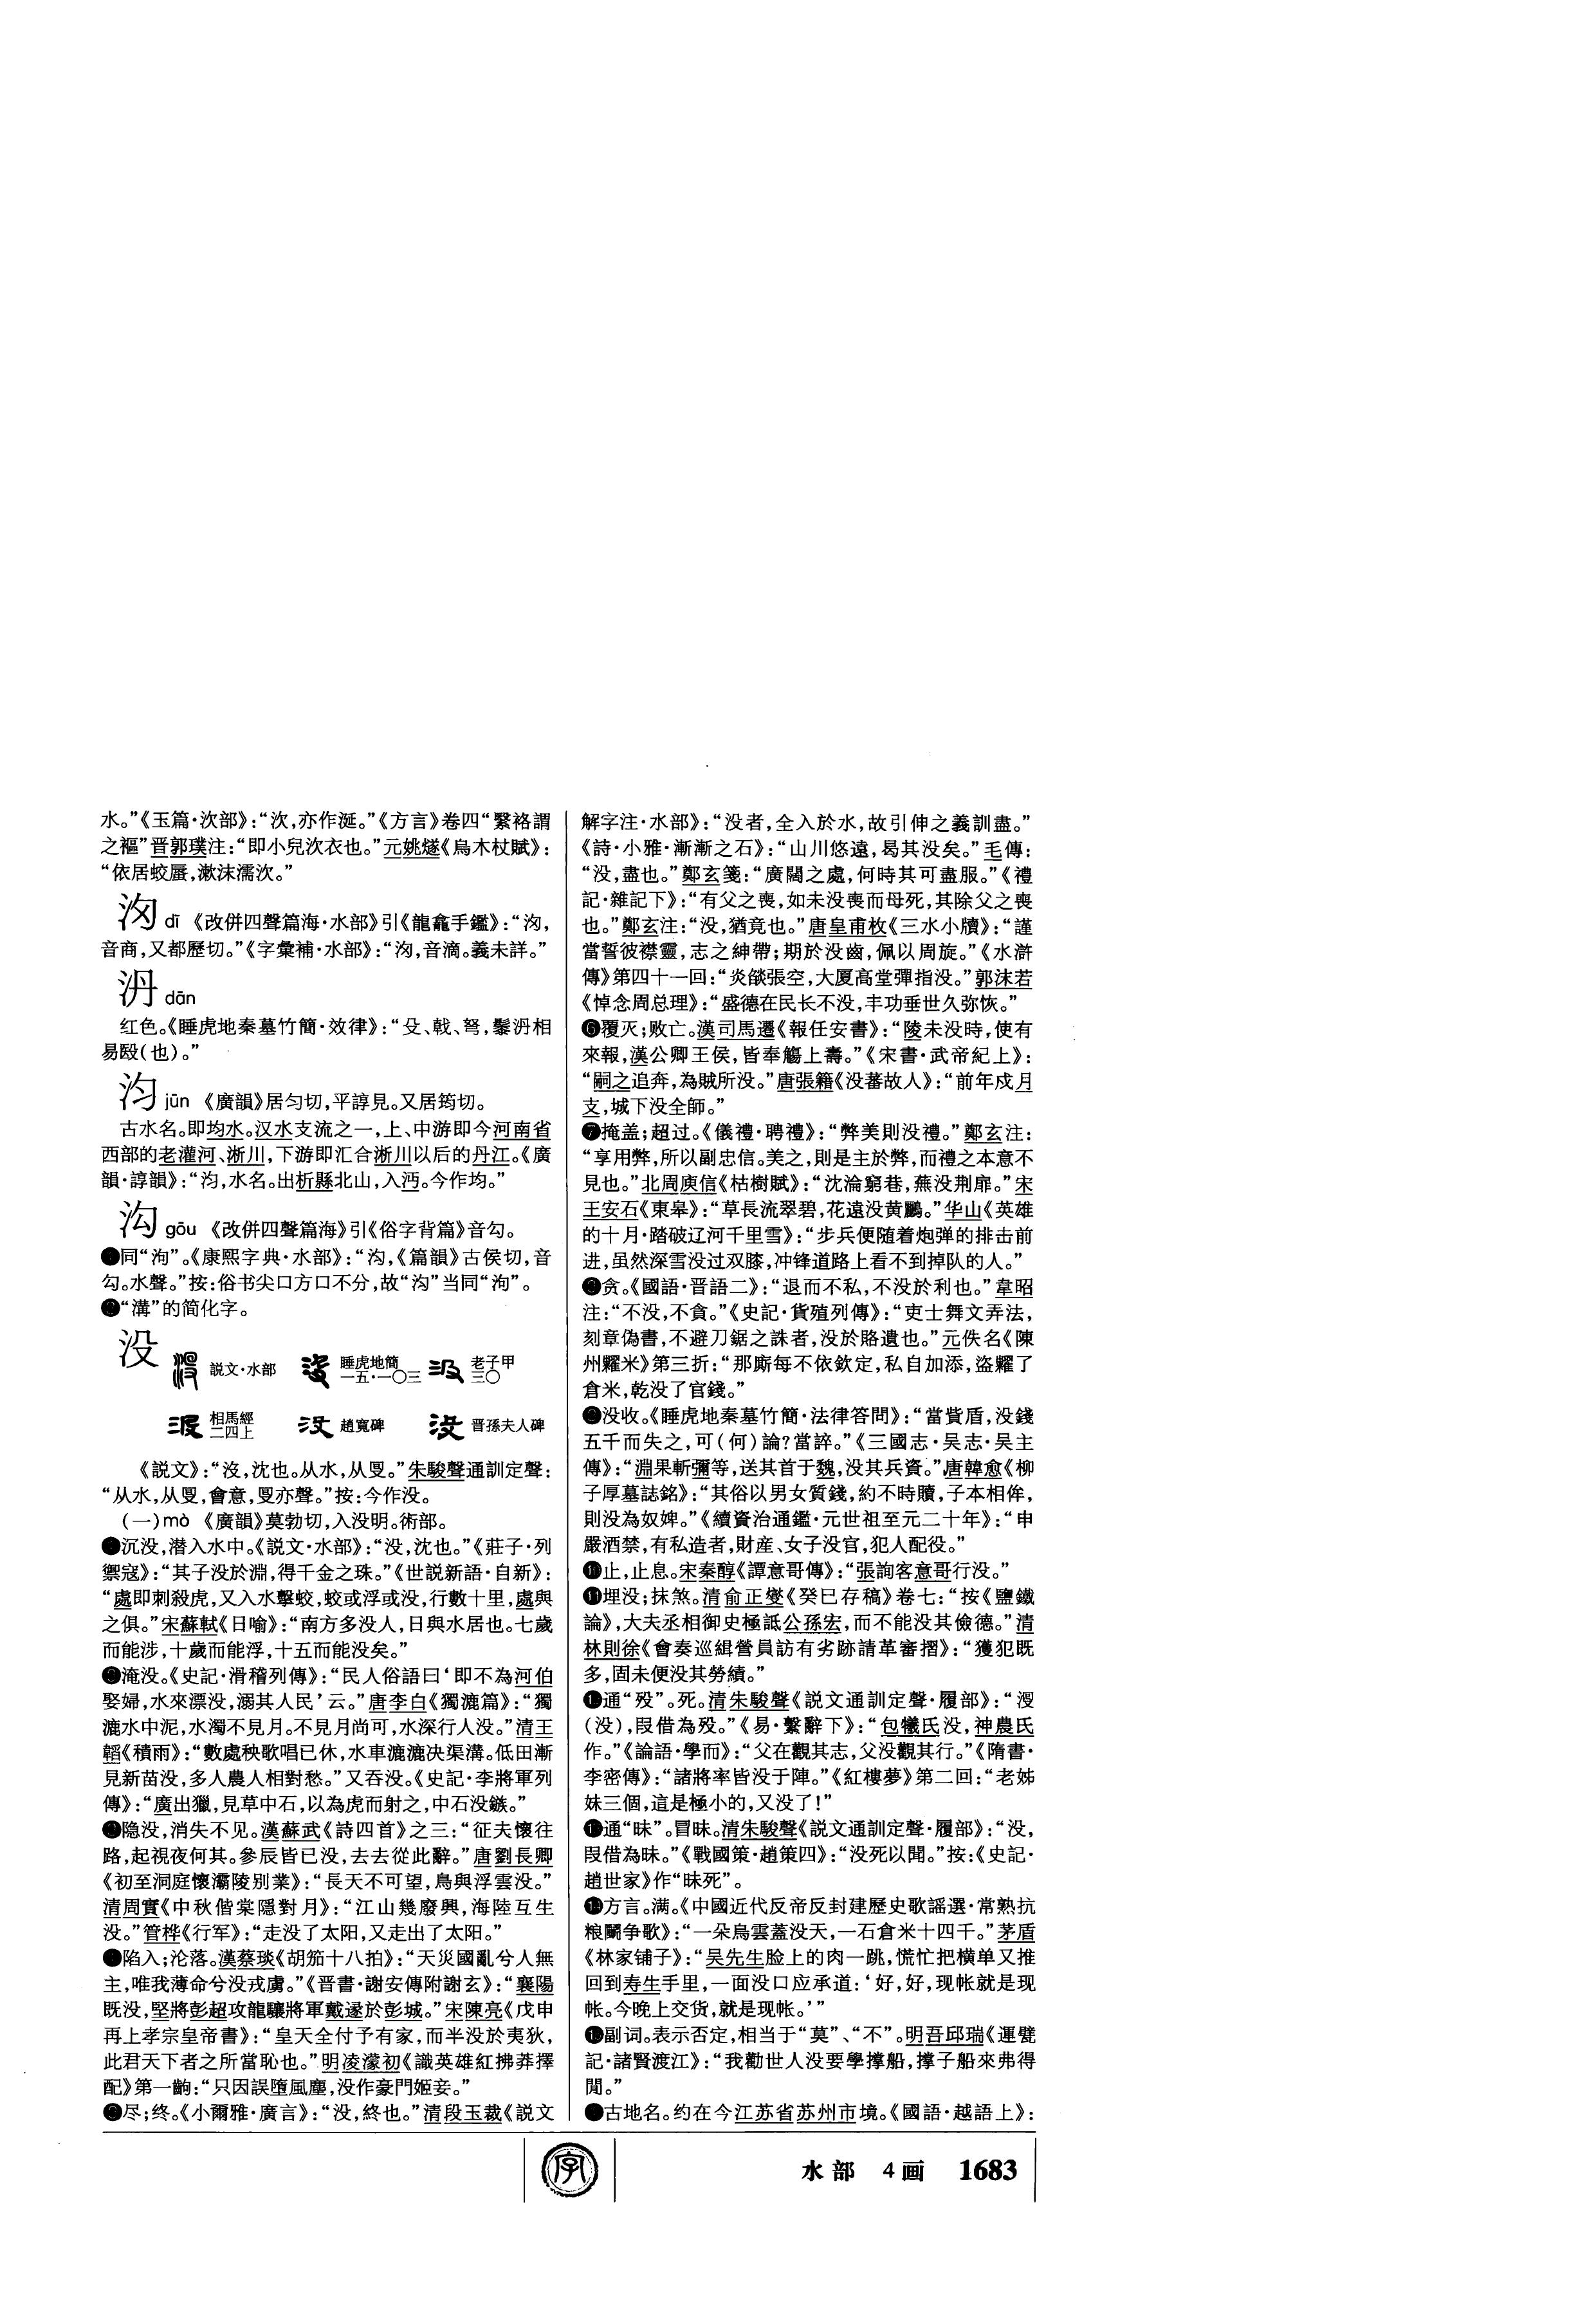 水。”《玉篇·㳄部》：“㳄，亦作涎。”《方言》卷四“繄袼謂
之褔”晋郭璞注：“即小兒㳄衣也。”元姚燧《烏木杖賦》：
“依居蛟蜃，漱沫濡㳄。”
dī 《改併四聲篇海·水部》引《龍龕手鑑》：“
音商，又都歷切。”《字彙補·水部》：“音滴。義未詳。”
dān
红色。《睡虎地秦墓竹簡·效律》：“殳、戟、弩，髹相
易殹（也）。”
汮 jūn 《廣韻》居匀切，平諄見。又居筠切。
古水名。即均水。汉水支流之一，上、中游即今河南省
西部的老灌河、淅川，下游即汇合淅川以后的丹江。《廣
韻·諄韻》：“汮，水名。出析縣北山，入沔。今作均。”
沟 gōu 《改併四聲篇海》引《俗字背篇》音勾。
❶同“泃”。《康熙字典·水部》：“沟，《篇韻》古侯切，音
勾。水聲。”按：俗书尖口方口不分，故“沟”当同“泃”。
❷“溝”的简化字。
没
説文·水部 睡虎地簡一五·一〇三 老子甲三〇
相馬經二四上 趙寬碑 晋孫夫人碑
《説文》：“沒，沈也。从水，从𠬛。”朱駿聲通訓定聲：
“从水，从𠬛，會意，𠬛亦聲。”按：今作没。
（一）mò 《廣韻》莫勃切，入没明。術部。
❶沉没，潜入水中。《説文·水部》：“没，沈也。”《莊子·列
禦寇》：“其子没於淵，得千金之珠。”《世説新語·自新》：
“處即刺殺虎，又入水擊蛟，蛟或浮或没，行數十里，處與
之俱。”宋蘇軾《日喻》：“南方多没人，日與水居也。七歲
而能涉，十歲而能浮，十五而能没矣。”
❷淹没。《史記·滑稽列傳》：“民人俗語曰‘即不為河伯
娶婦，水來漂没，溺其人民’云。”唐李白《獨漉篇》：“獨
漉水中泥，水濁不見月。不見月尚可，水深行人没。”清王
韜《積雨》：“數處秧歌唱已休，水車漉漉决渠溝。低田漸
見新苗没，多人農人相對愁。”又吞没。《史記·李將軍列
傳》：“廣出獵，見草中石，以為虎而射之，中石没鏃。”
❸隐没，消失不见。漢蘇武《詩四首》之三：“征夫懷往
路，起視夜何其。參辰皆已没，去去從此辭。”唐劉長卿
《初至洞庭懷灞陵别業》：“長天不可望，鳥與浮雲没。”
清周實《中秋偕棠隱對月》：“江山幾廢興，海陸互生
没。”管桦《行军》：“走没了太阳，又走出了太阳。”
❹陷入；沦落。漢蔡琰《胡笳十八拍》：“天災國亂兮人無
主，唯我薄命兮没戎虜。”《晋書·謝安傳附謝玄》：“襄陽
既没，堅將彭超攻龍驤將軍戴逯於彭城。”宋陳亮《戊申
再上孝宗皇帝書》：“皇天全付予有家，而半没於夷狄，
此君天下者之所當恥也。”明凌濛初《識英雄紅拂莽擇
配》第一齣：“只因誤墮風塵，没作豪門姬妾。”
❺尽；终。《小爾雅·廣言》：“没，終也。”清段玉裁《説文
解字注·水部》：“没者，全入於水，故引伸之義訓盡。”
《詩·小雅·漸漸之石》：“山川悠遠，曷其没矣。”毛傳：
“没，盡也。”鄭玄箋：“廣闊之處，何時其可盡服。”《禮
記·雜記下》：“有父之喪，如未没喪而母死，其除父之喪
也。”鄭玄注：“没，猶竟也。”唐皇甫枚《三水小牘》：“謹
當誓彼襟靈，志之紳帶；期於没齒，佩以周旋。”《水滸
傳》第四十一回：“炎燄張空，大厦高堂彈指没。”郭沫若
《悼念周总理》：“盛德在民长不没，丰功垂世久弥恢。”
❻覆灭；败亡。漢司馬遷《報任安書》：“陵未没時，使有
來報，漢公卿王侯，皆奉觴上壽。”《宋書·武帝紀上》：
“嗣之追奔，為賊所没。”唐張籍《没蕃故人》：“前年戍月
支，城下没全師。”
❼掩盖；超过。《儀禮·聘禮》：“弊美則没禮。”鄭玄注：
“享用弊，所以副忠信。美之，則是主於弊，而禮之本意不
見也。”北周庾信《枯樹賦》：“沈淪窮巷，蕪没荆扉。”宋
王安石《東皋》：“草長流翠碧，花遠没黄鸝。”华山《英雄
的十月·踏破辽河千里雪》：“步兵便随着炮弹的排击前
进，虽然深雪没过双膝，冲锋道路上看不到掉队的人。”
❽贪。《國語·晋語二》：“退而不私，不没於利也。”韋昭
注：“不没，不貪。”《史記·貨殖列傳》：“吏士舞文弄法，
刻章偽書，不避刀鋸之誅者，没於賂遺也。”元佚名《陳
州糶米》第三折：“那廝每不依欽定，私自加添，盜糶了
倉米，乾没了官錢。”
❾没收。《睡虎地秦墓竹簡·法律答問》：“當貲盾，没錢
五千而失之，可（何）論？當誶。”《三國志·吴志·吴主
傳》：“淵果斬彌等，送其首于魏，没其兵資。”唐韓愈《柳
子厚墓誌銘》：“其俗以男女質錢，約不時贖，子本相侔，
則没為奴婢。”《續資治通鑑·元世祖至元二十年》：“申
嚴酒禁，有私造者，財産、女子没官，犯人配役。”
❿止，止息。宋秦醇《譚意哥傳》：“張詢客意哥行没。”
⓫埋没；抹煞。清俞正燮《癸巳存稿》卷七：“按《鹽鐵
論》，大夫丞相御史極詆公孫宏，而不能没其儉德。”清
林則徐《會奏巡緝營員訪有劣跡請革審摺》：“獲犯既
多，固未便没其勞績。”
⓬通“殁”。死。清朱駿聲《説文通訓定聲·履部》：“㴘
（没），叚借為殁。”《易·繫辭下》：“包犧氏没，神農氏
作。”《論語·學而》：“父在觀其志，父没觀其行。”《隋書·
李密傳》：“諸將率皆没于陣。”《紅樓夢》第二回：“老姊
妹三個，這是極小的，又没了！”
⓭通“昧”。冒昧。清朱駿聲《説文通訓定聲·履部》：“没，
叚借為昧。”《戰國策·趙策四》：“没死以聞。”按：《史記·
趙世家》作“昧死”。
⓮方言。满。《中國近代反帝反封建歷史歌謡選·常熟抗
粮鬭争歌》：“一朵烏雲蓋没天，一石倉米十四千。”茅盾
《林家铺子》：“吴先生脸上的肉一跳，慌忙把横单又推
回到寿生手里，一面没口应承道：‘好，好，现帐就是现
帐。今晚上交货，就是现帐。’”
⓯副词。表示否定，相当于“莫”、“不”。明吾邱瑞《運甓
記·諸賢渡江》：“我勸世人没要學撑船，撑子船來弗得
閒。”
古地名。约在今江苏省苏州市境。《國語·越語上》：
字
水部 4画 1683